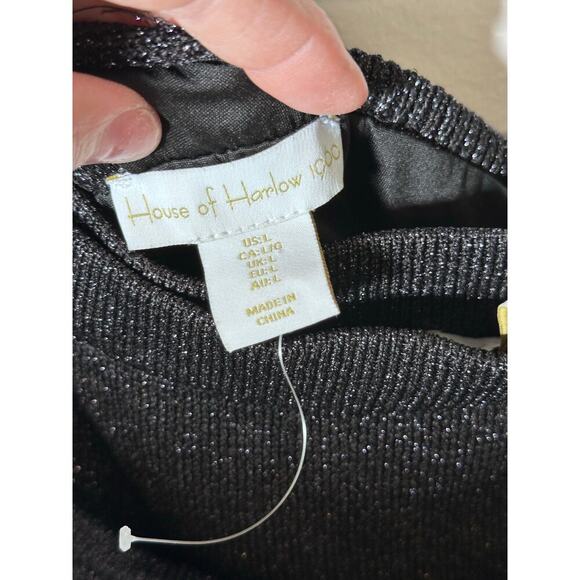 House of Harlow 1960
US:L
CA:L/G
UK:L
EU:L
AU:L
MADE IN
CHINA